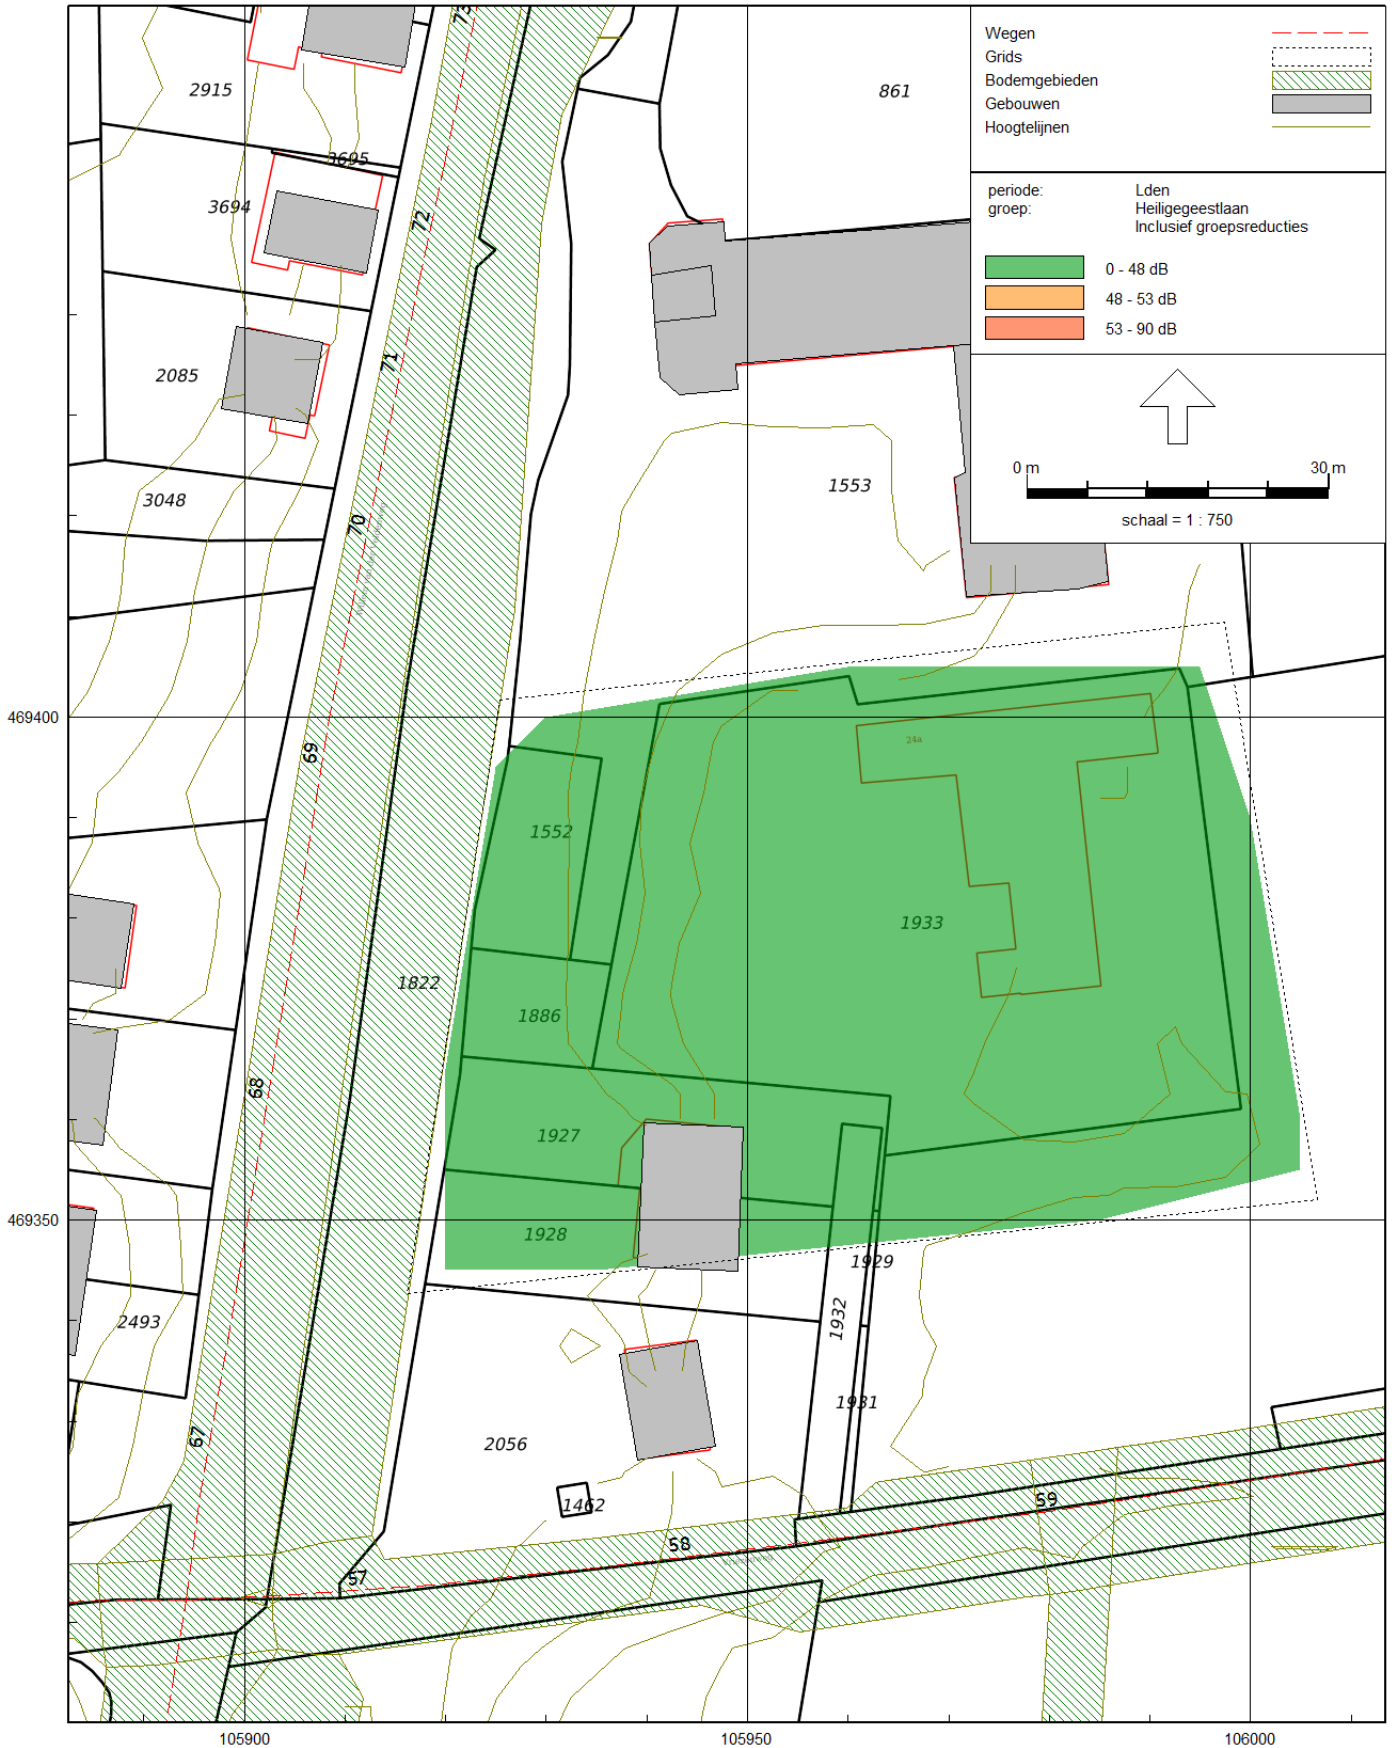 Wegen
Grids
Bodemgebieden
Gebouwen
Hoogtelijnen
periode: Lden
groep: Heiligegeestlaan
Inclusief groepsreducties
0 - 48 dB
48 - 53 dB
53 - 90 dB
0 m 30 m
schaal = 1 : 750
73
2915
861
3695
3694
72
71
2085
1553
3048
70
469400
69
24a
1552
1933
1822
1886
68
1927
469350
1928
1929
1932
2493
1931
67
2056
1462
59
58
57
105900
105950
106000